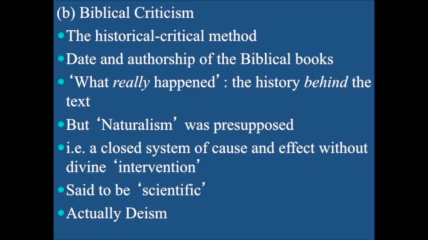 (b) Biblical Criticism
•The historical-critical method
•Date and authorship of the Biblical books
•‘What really happened’: the history behind the
text
•But ‘Naturalism’ was presupposed
•i.e. a closed system of cause and effect without
divine ‘intervention’
•Said to be ‘scientific’
•Actually Deism